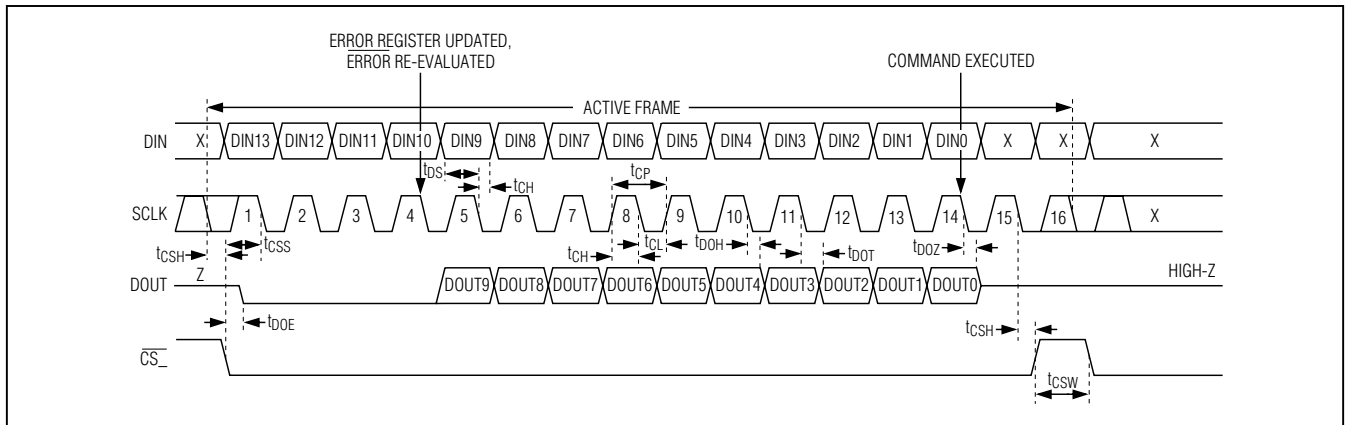 ERROR REGISTER UPDATED,
ERROR RE-EVALUATED
COMMAND EXECUTED
ACTIVE FRAME
DIN X DIN13 DIN12 DIN11 DIN10 DIN9 DIN8 DIN7 DIN6 DIN5 DIN4 DIN3 DIN2 DIN1 DIN0 X X X
tDS tCH tCP
SCLK 1 2 3 4 5 6 7 8 9 10 11 12 13 14 15 16 X
tCSH tCSS tCH tCL tDOH tDOT tDOZ
DOUT Z DOUT9 DOUT8 DOUT7 DOUT6 DOUT5 DOUT4 DOUT3 DOUT2 DOUT1 DOUT0 HIGH-Z
tDOE tCSH
CS_ tCSW